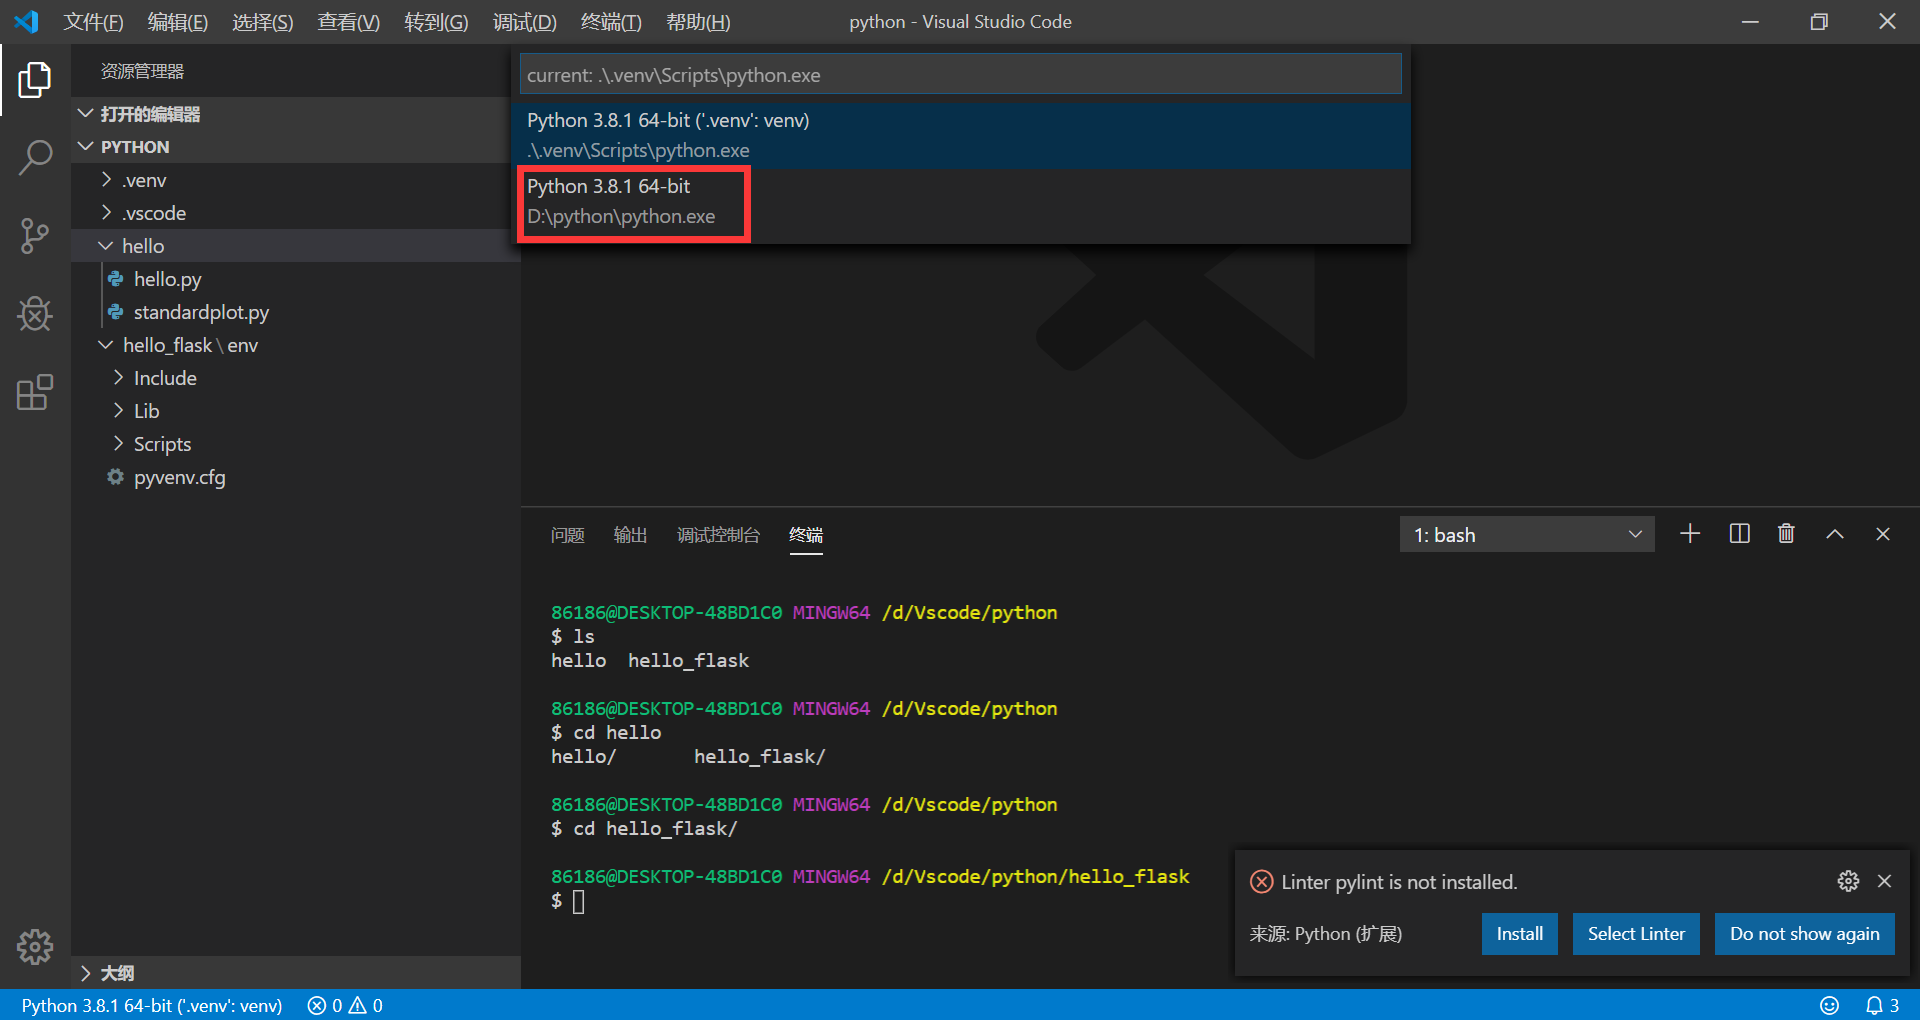 文件(F) 编辑(E) 选择(S) 查看(V) 转到(G) 调试(D) 终端(T) 帮助(H) python - Visual Studio Code
资源管理器
打开的编辑器
PYTHON
.venv
.vscode
hello
hello.py
standardplot.py
hello_flask \ env
Include
Lib
Scripts
pyvenv.cfg
大纲
current: .\.venv\Scripts\python.exe
Python 3.8.1 64-bit ('.venv': venv)
.\.venv\Scripts\python.exe
Python 3.8.1 64-bit
D:\python\python.exe
问题 输出 调试控制台 终端 1: bash
86186@DESKTOP-48BD1C0 MINGW64 /d/Vscode/python
$ ls
hello  hello_flask
86186@DESKTOP-48BD1C0 MINGW64 /d/Vscode/python
$ cd hello
hello/       hello_flask/
86186@DESKTOP-48BD1C0 MINGW64 /d/Vscode/python
$ cd hello_flask/
86186@DESKTOP-48BD1C0 MINGW64 /d/Vscode/python/hello_flask
$
Linter pylint is not installed.
来源: Python (扩展) Install Select Linter Do not show again
Python 3.8.1 64-bit ('.venv': venv) 0 0 3